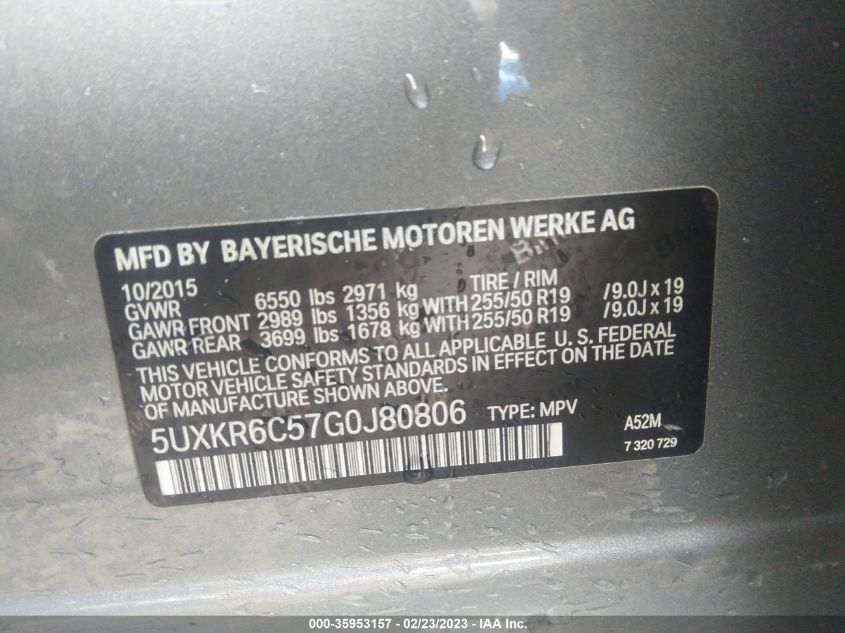 MFD BY BAYERISCHE MOTOREN WERKE AG
10/2015 TIRE / RIM
GVWR 6550 lbs 2971 kg
GAWR FRONT 2989 lbs 1356 kg WITH 255/50 R19 /9.0J x 19
GAWR REAR 3699 lbs 1678 kg WITH 255/50 R19 /9.0J x 19
THIS VEHICLE CONFORMS TO ALL APPLICABLE U. S. FEDERAL
MOTOR VEHICLE SAFETY STANDARDS IN EFFECT ON THE DATE
OF MANUFACTURE SHOWN ABOVE.
5UXKR6C57G0J80806 TYPE: MPV A52M
7 320 729
000-35953157 - 02/23/2023 - IAA Inc.